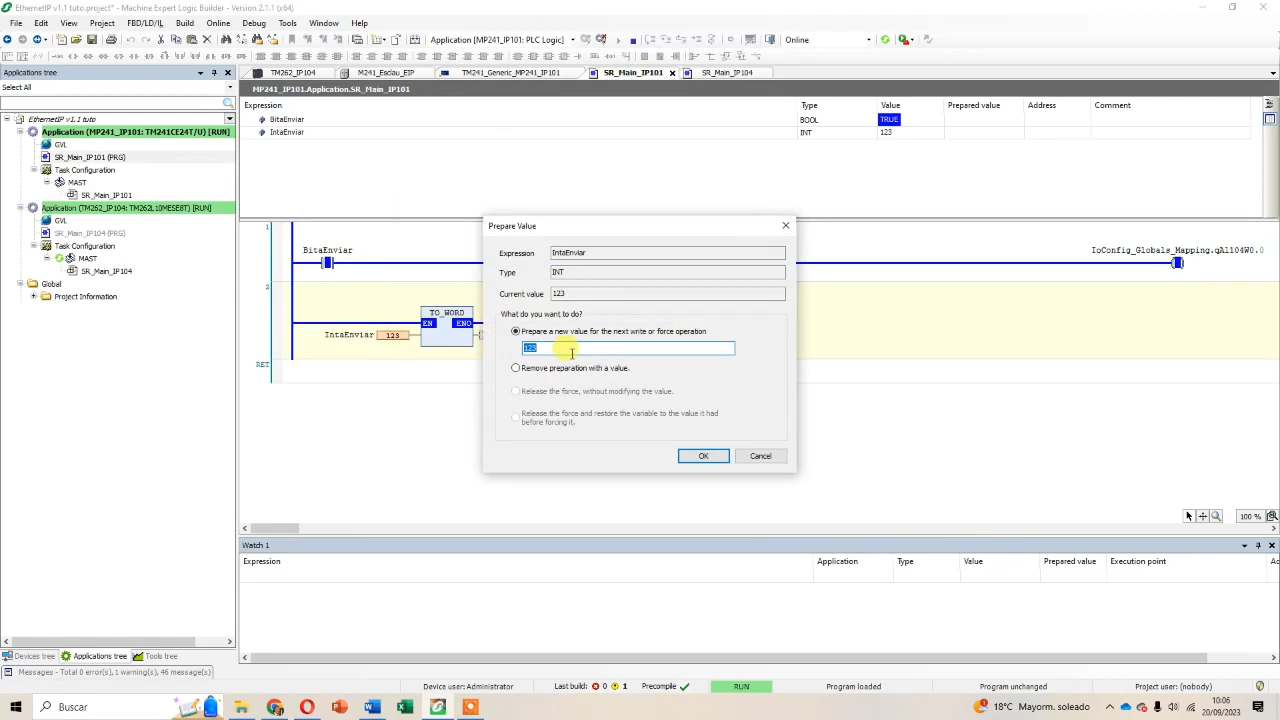 EthernetIP v1.1 tuto.project* - Machine Expert Logic Builder - Version 2.1.1 (x64)
File Edit View Project FBD/LD/IL Build Online Debug Tools Window Help
Application [MP241_IP101: PLC Logic] Online
Applications tree
Select All
TM262_IP104 M241_Esclau_EIP TM241_Generic_MP241_IP101 SR_Main_IP101 SR_Main_IP104
MP241_IP101.Application.SR_Main_IP101
Expression Type Value Prepared value Address Comment
BitaEnviar BOOL TRUE
IntaEnviar INT 123
EthernetIP v1.1 tuto
Application (MP241_IP101: TM241CE24T/U) [RUN]
GVL
SR_Main_IP101 (PRG)
Task Configuration
MAST
SR_Main_IP101
Application (TM262_IP104: TM262L10MESE8T) [RUN]
GVL
SR_Main_IP104 (PRG)
Task Configuration
MAST
SR_Main_IP104
Global
Project Information
1
BitaEnviar
IoConfig_Globals_Mapping.qAl104W0.0
2
TO_WORD
EN ENO
IntaEnviar 123
RET
Prepare Value
Expression IntaEnviar
Type INT
Current value 123
What do you want to do?
Prepare a new value for the next write or force operation
123
Remove preparation with a value.
Release the force, without modifying the value.
Release the force and restore the variable to the value it had
before forcing it.
OK Cancel
100 %
Watch 1
Expression Application Type Value Prepared value Execution point
Devices tree Applications tree Tools tree
Messages - Total 0 error(s), 1 warning(s), 46 message(s)
Device user: Administrator Last build: 0 1 Precompile RUN Program loaded Program unchanged Project user: (nobody)
Buscar
18°C Mayorm. soleado
10:06
20/09/2023